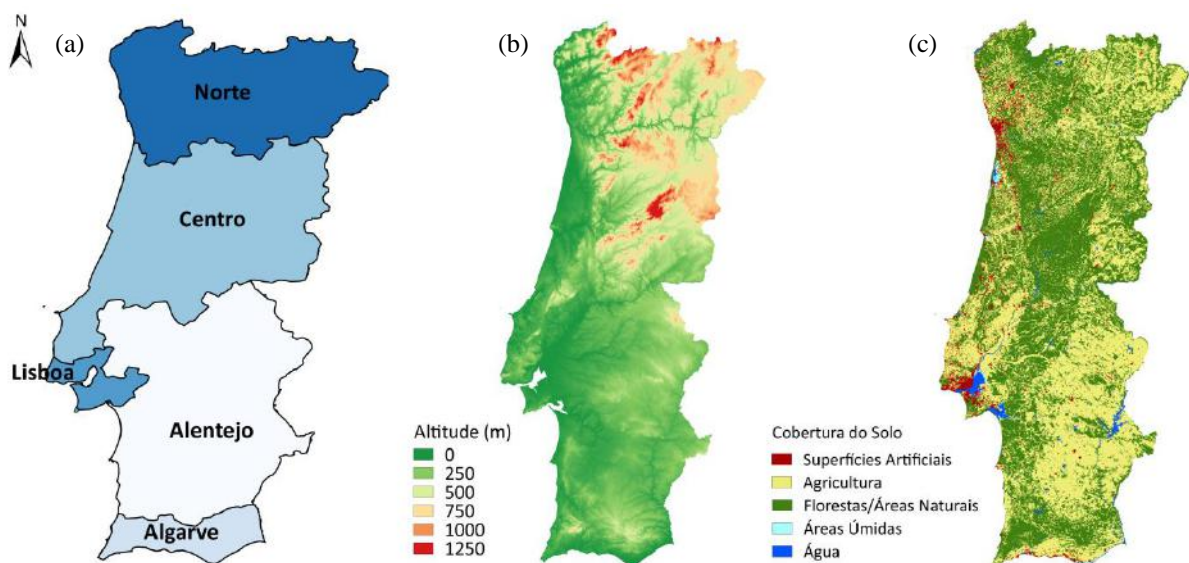 N
(a)
Norte
Centro
Lisboa
Alentejo
Algarve
(b)
Altitude (m)
0
250
500
750
1000
1250
(c)
Cobertura do Solo
Superfícies Artificiais
Agricultura
Florestas/Áreas Naturais
Áreas Úmidas
Água